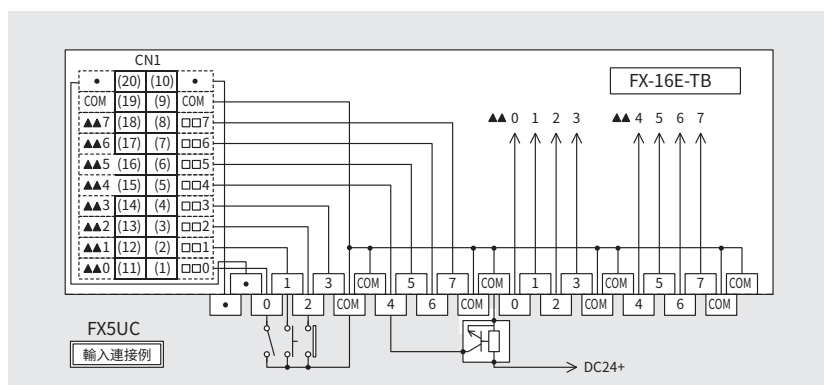 CN1
• (20) (10) •
COM (19) (9) COM
▲▲7 (18) (8) □□7
▲▲6 (17) (7) □□6
▲▲5 (16) (6) □□5
▲▲4 (15) (5) □□4
▲▲3 (14) (4) □□3
▲▲2 (13) (3) □□2
▲▲1 (12) (2) □□1
▲▲0 (11) (1) □□0
FX-16E-TB
▲▲ 0 1 2 3 ▲▲ 4 5 6 7
• 1 3 COM 5 7 COM 1 3 COM 5 7 COM
• 0 2 COM 4 6 COM 0 2 COM 4 6 COM
FX5UC
輸入連接例
DC24+